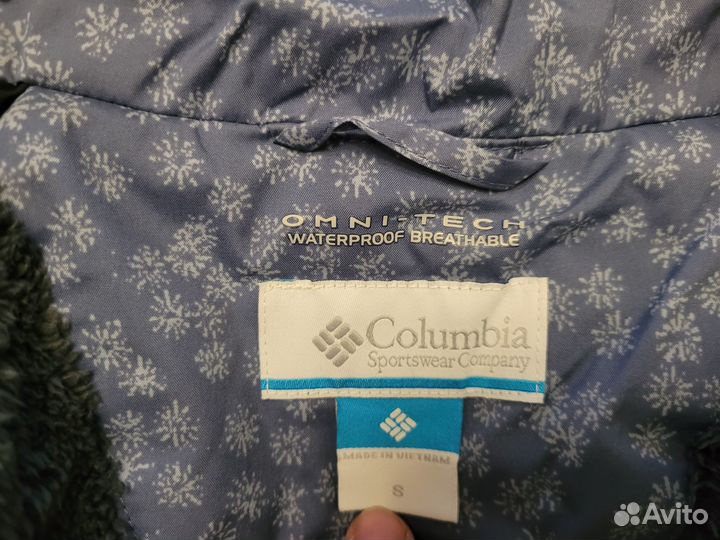 OMNI-TECH
WATERPROOF BREATHABLE
Columbia
Sportswear Company
MADE IN VIETNAM
S
Avito